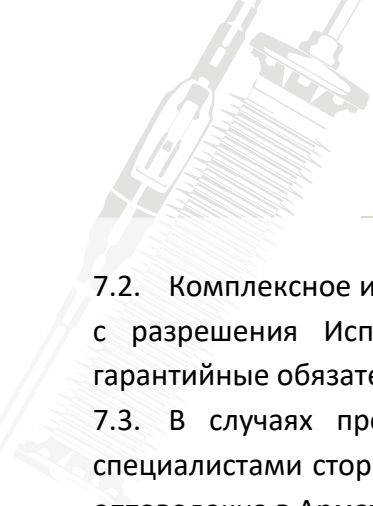 7.2. Комплексное и
с разрешения Исп
гарантийные обязате
7.3. В случаях пр
специалистами стор